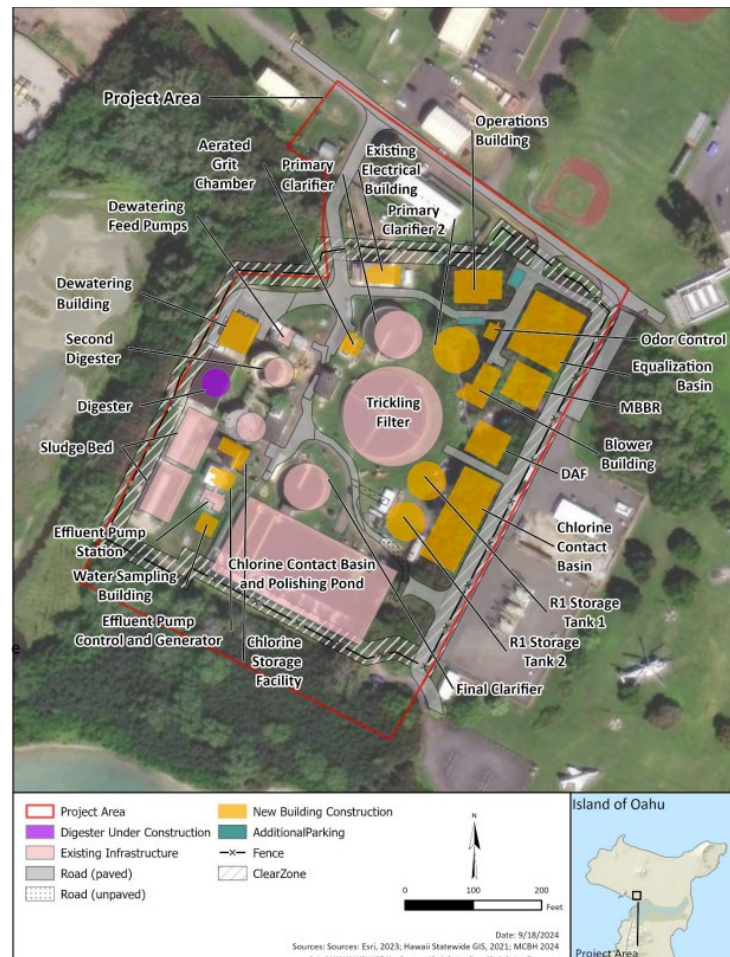 Project Area
Aerated
Grit
Chamber
Primary
Clarifier
Existing
Electrical
Building
Operations
Building
Primary
Clarifier 2
Dewatering
Feed Pumps
Dewatering
Building
Second
Digester
Digester
Sludge Bed
Odor Control
Equalization
Basin
MBBR
Blower
Building
Trickling
Filter
DAF
Chlorine
Contact
Basin
Effluent Pump
Station
Water Sampling
Building
Effluent Pump
Control and Generator
Chlorine Contact Basin
and Polishing Pond
Chlorine
Storage
Facility
R1 Storage
Tank 1
R1 Storage
Tank 2
Final Clarifier
e
Project Area
Digester Under Construction
Existing Infrastructure
Road (paved)
Road (unpaved)
New Building Construction
AdditionalParking
Fence
ClearZone
N
0 100 200
Feet
Date: 9/18/2024
Sources: Sources: Esri, 2023; Hawaii Statewide GIS, 2021; MCBH 2024
Island of Oahu
Project Area